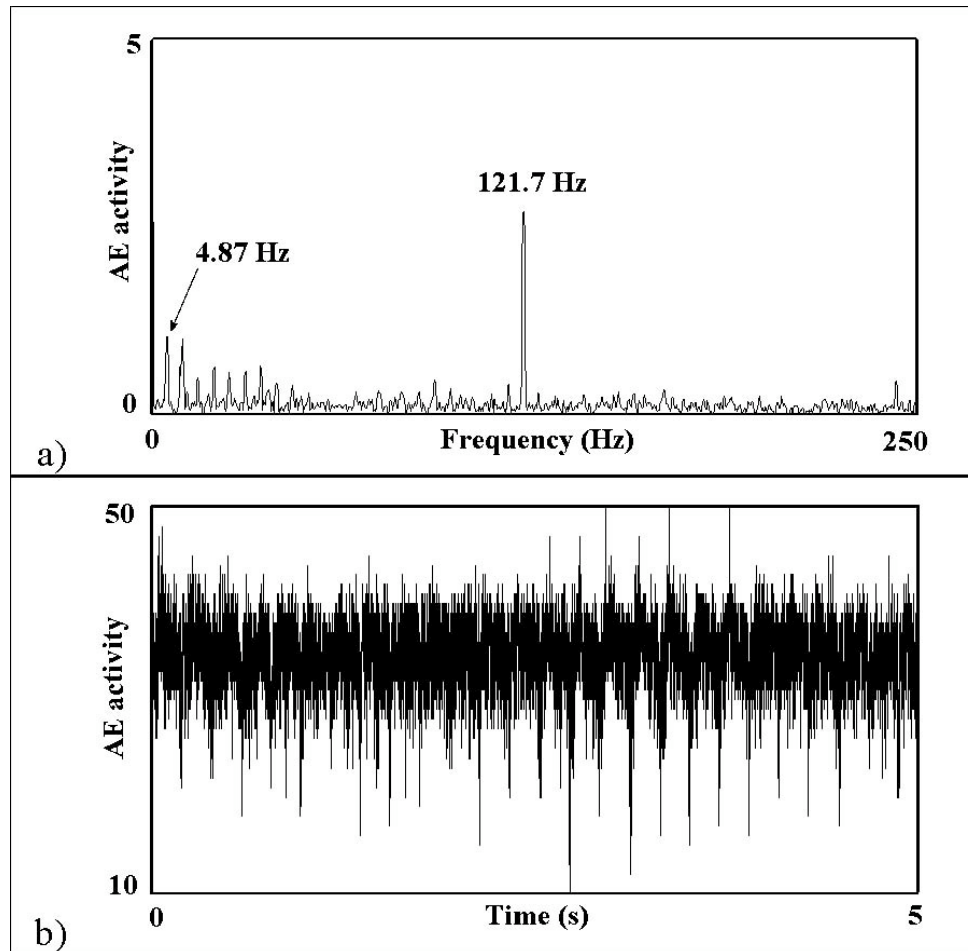 5
AE activity
121.7 Hz
4.87 Hz
0
0
Frequency (Hz)
250
a)
50
AE activity
10
0
Time (s)
5
b)